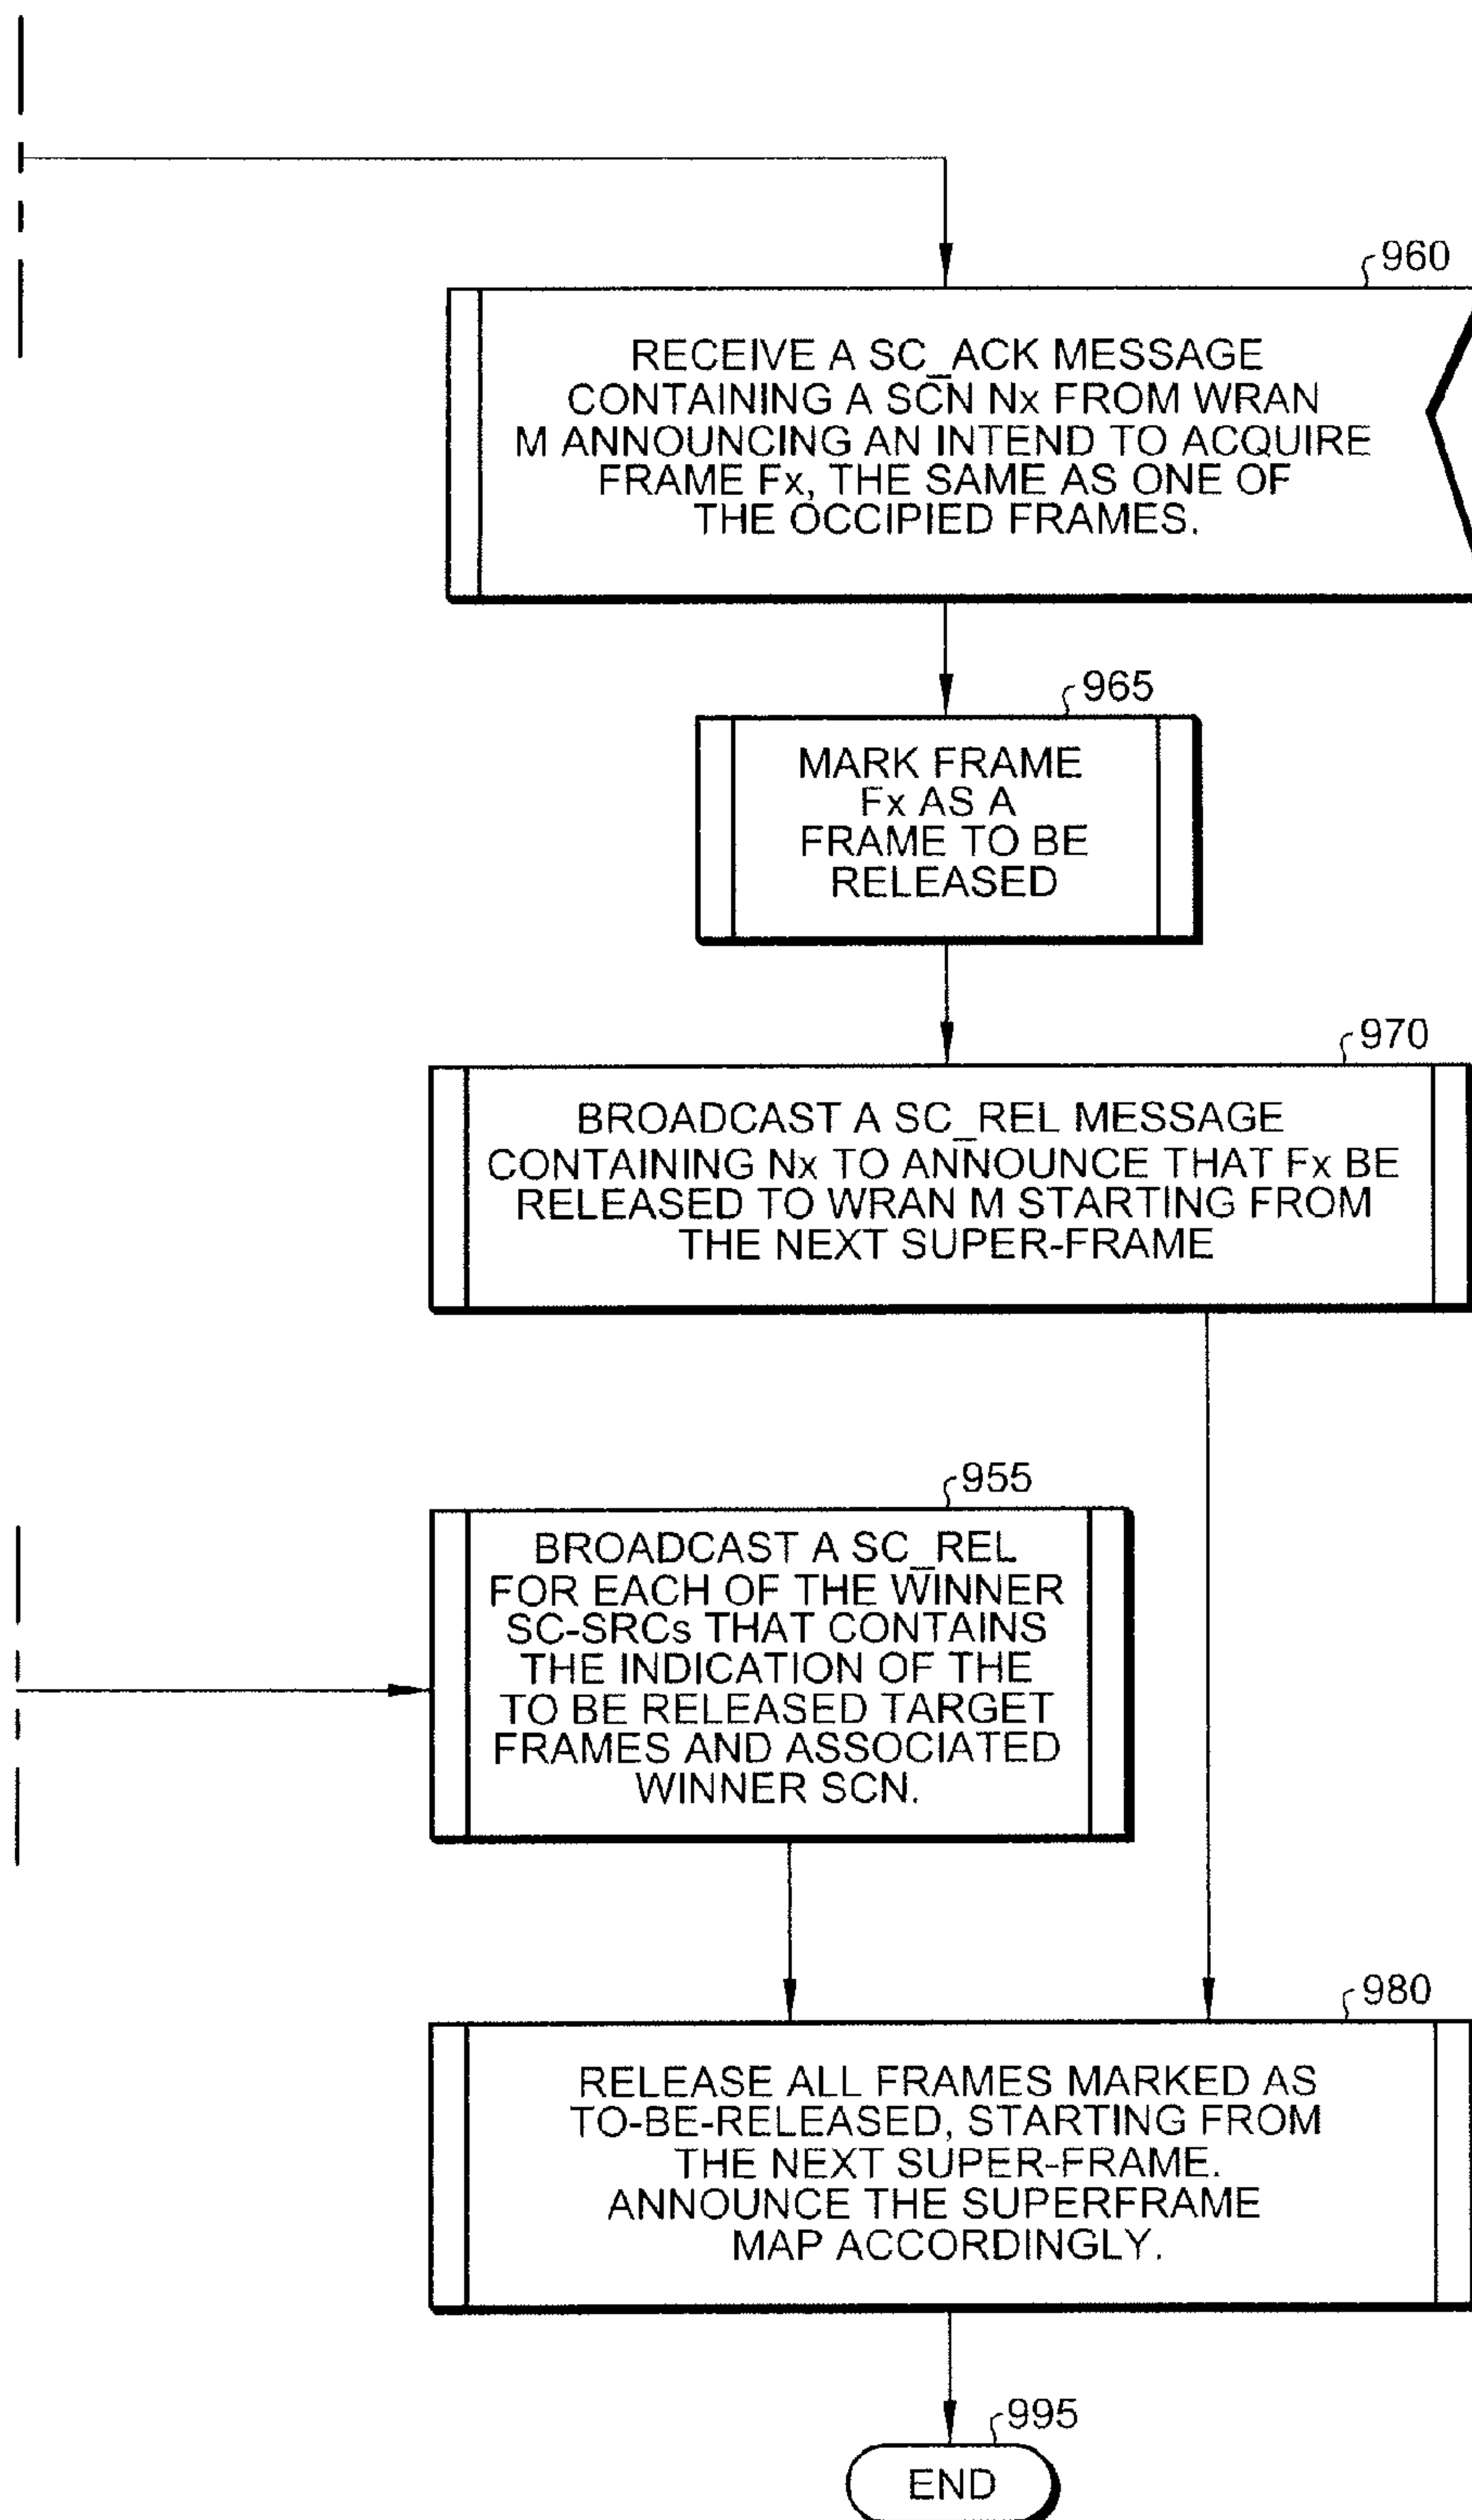 960
RECEIVE A SC_ACK MESSAGE
CONTAINING A SCN Nx FROM WRAN
M ANNOUNCING AN INTEND TO ACQUIRE
FRAME Fx, THE SAME AS ONE OF
THE OCCIPIED FRAMES.
965
MARK FRAME
Fx AS A
FRAME TO BE
RELEASED
970
BROADCAST A SC_REL MESSAGE
CONTAINING Nx TO ANNOUNCE THAT Fx BE
RELEASED TO WRAN M STARTING FROM
THE NEXT SUPER-FRAME
955
BROADCAST A SC_REL
FOR EACH OF THE WINNER
SC-SRCs THAT CONTAINS
THE INDICATION OF THE
TO BE RELEASED TARGET
FRAMES AND ASSOCIATED
WINNER SCN.
980
RELEASE ALL FRAMES MARKED AS
TO-BE-RELEASED, STARTING FROM
THE NEXT SUPER-FRAME.
ANNOUNCE THE SUPERFRAME
MAP ACCORDINGLY.
995
END